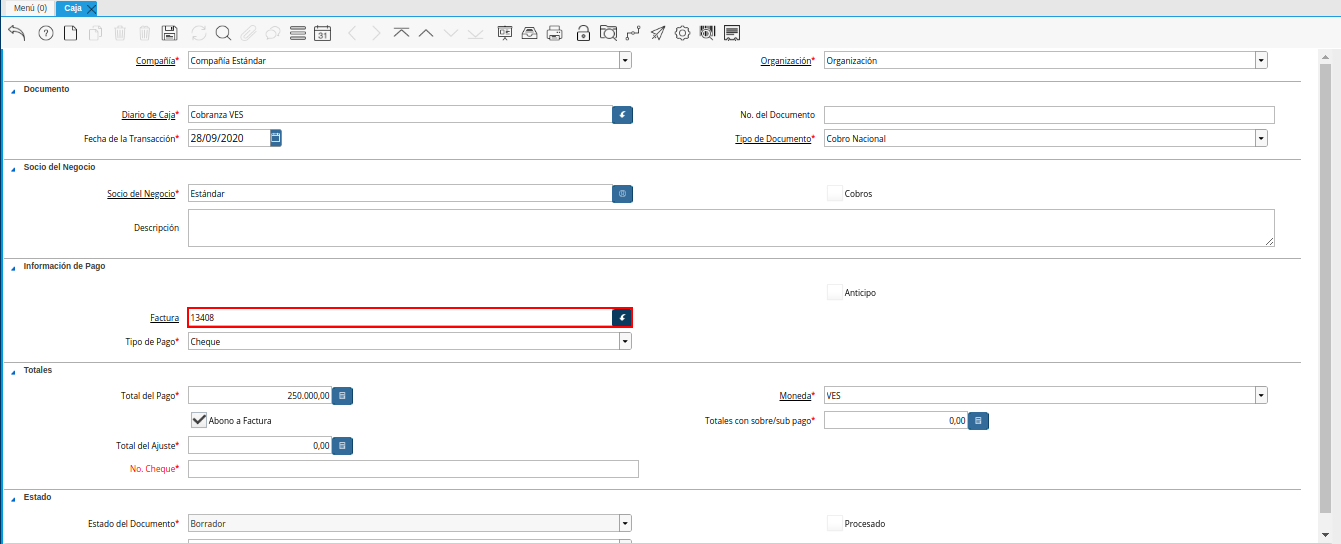 Menú (0) Caja
31
Compañía* Compañía Estándar Organización* Organización
Documento
Diario de Caja* Cobranza VES No. del Documento
Fecha de la Transacción* 28/09/2020 Tipo de Documento* Cobro Nacional
Socio del Negocio
Socio del Negocio* Estándar Cobros
Descripción
Información de Pago
Anticipo
Factura 13408
Tipo de Pago* Cheque
Totales
Total del Pago* 250.000,00 Moneda* VES
Abono a Factura Totales con sobre/sub pago* 0,00
Total del Ajuste* 0,00
No. Cheque*
Estado
Estado del Documento* Borrador Procesado